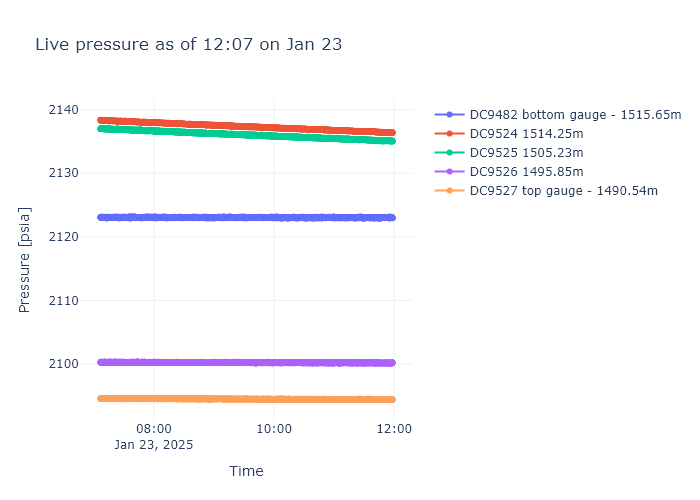 Live pressure as of 12:07 on Jan 23
Pressure [psia]
2140
2130
2120
2110
2100
08:00
Jan 23, 2025
10:00
12:00
Time
DC9482 bottom gauge - 1515.65m
DC9524 1514.25m
DC9525 1505.23m
DC9526 1495.85m
DC9527 top gauge - 1490.54m